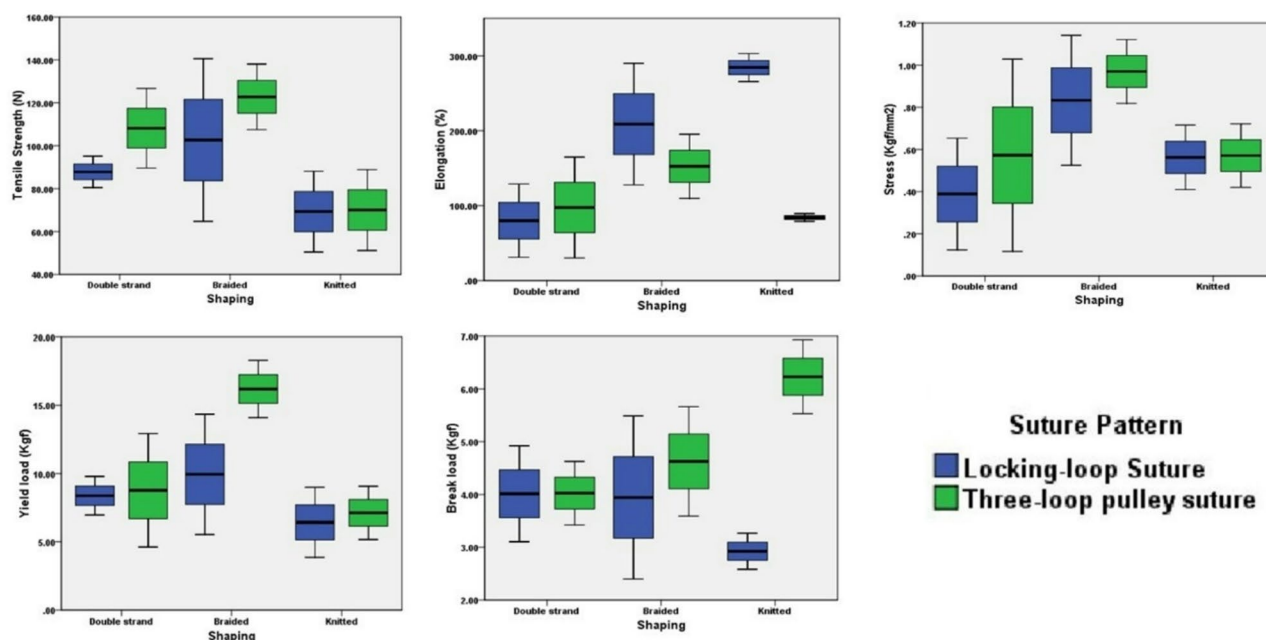 Tensile Strength (N)
160.00
140.00
120.00
100.00
80.00
60.00
40.00
Double strand Braided Knitted
Shaping
Elongation (%)
300.00
200.00
100.00
.00
Double strand Braided Knitted
Shaping
Stress (Kgf/mm2)
1.20
1.00
.80
.60
.40
.20
.00
Double strand Braided Knitted
Shaping
Yield load (Kgf)
20.00
15.00
10.00
5.00
.00
Double strand Braided Knitted
Shaping
Break load (Kgf)
7.00
6.00
5.00
4.00
3.00
2.00
Double strand Braided Knitted
Shaping
Suture Pattern
Locking-loop Suture
Three-loop pulley suture